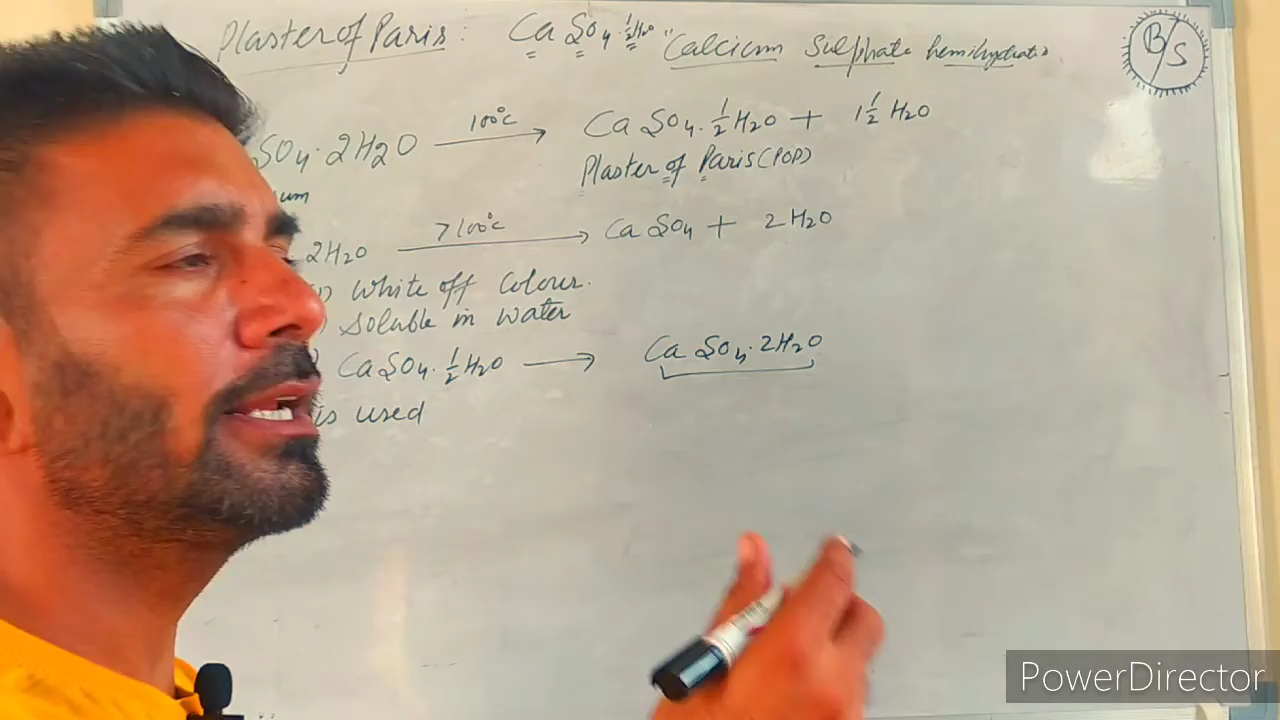 Plaster of Paris : CaSO4.½H2O "Calcium Sulphate hemihydrate
B/S
SO4.2H2O 100°C → CaSO4.½H2O + 1½ H2O
um Plaster of Paris (POP)
2H2O >100°C → CaSO4 + 2H2O
) White off Colour.
) Soluble in water
) CaSO4.½H2O → CaSO4.2H2O
is used
PowerDirector